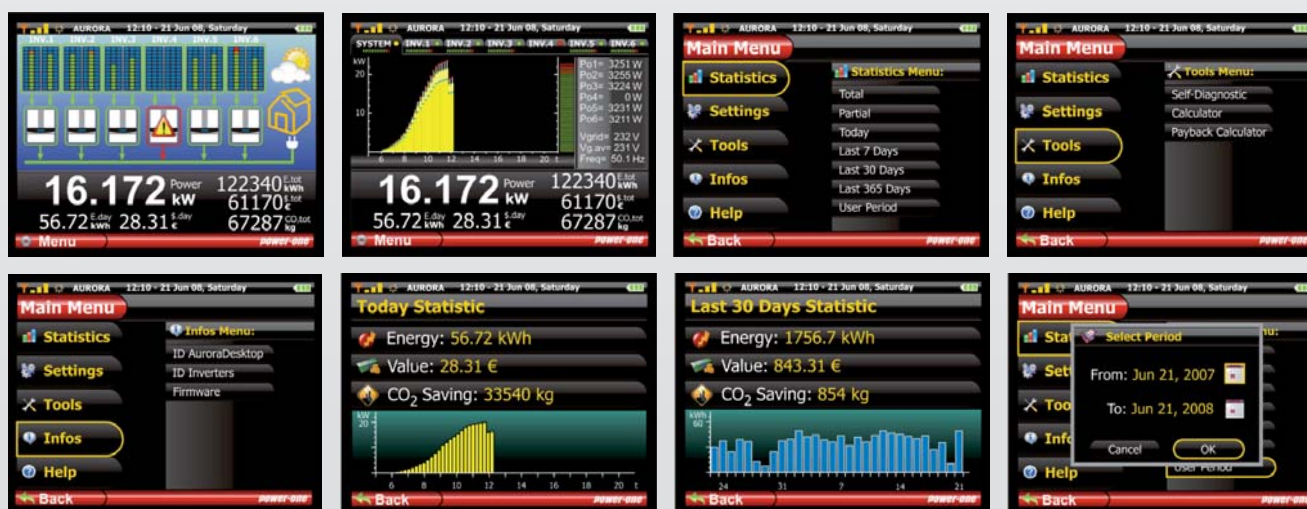 AURORA 12:10 - 21 Jun 08, Saturday
INV.1 INV.2 INV.3 INV.4 INV.5 INV.6
16.172 Power kW
122340 E.tot kWh
61170 $.tot €
56.72 E.day kWh 28.31 $.day €
67287 CO2.tot kg
Menu
power-one
AURORA 12:10 - 21 Jun 08, Saturday
SYSTEM INV.1 INV.2 INV.3 INV.4 INV.5 INV.6
kW
20
10
6 8 10 12 14 16 18 20 t
Po1= 3251 W
Po2= 3255 W
Po3= 3224 W
Po4= 0 W
Po5= 3231 W
Po6= 3211 W
Vgrid= 232 V
Vg.av= 231 V
Freq= 50.1 Hz
16.172 Power kW
122340 E.tot kWh
61170 $.tot €
56.72 E.day kWh 28.31 $.day €
67287 CO2.tot kg
Menu
power-one
AURORA 12:10 - 21 Jun 08, Saturday
Main Menu
Statistics
Settings
Tools
Infos
Help
Statistics Menu:
Total
Partial
Today
Last 7 Days
Last 30 Days
Last 365 Days
User Period
Back
power-one
AURORA 12:10 - 21 Jun 08, Saturday
Main Menu
Statistics
Settings
Tools
Infos
Help
Tools Menu:
Self-Diagnostic
Calculator
Payback Calculator
Back
power-one
AURORA 12:10 - 21 Jun 08, Saturday
Main Menu
Statistics
Settings
Tools
Infos
Help
Infos Menu:
ID AuroraDesktop
ID Inverters
Firmware
Back
power-one
AURORA 12:10 - 21 Jun 08, Saturday
Today Statistic
Energy: 56.72 kWh
Value: 28.31 €
CO2 Saving: 33540 kg
kW
20
6 8 10 12 14 16 18 20 t
Back
power-one
AURORA 12:10 - 21 Jun 08, Saturday
Last 30 Days Statistic
Energy: 1756.7 kWh
Value: 843.31 €
CO2 Saving: 854 kg
kWh
60
24 31 7 14 21
Back
power-one
AURORA 12:10 - 21 Jun 08, Saturday
Main Menu
Stat
Set
Too
Info
Help
nu:
Select Period
From: Jun 21, 2007
To: Jun 21, 2008
Cancel OK
User Period
Back
power-one